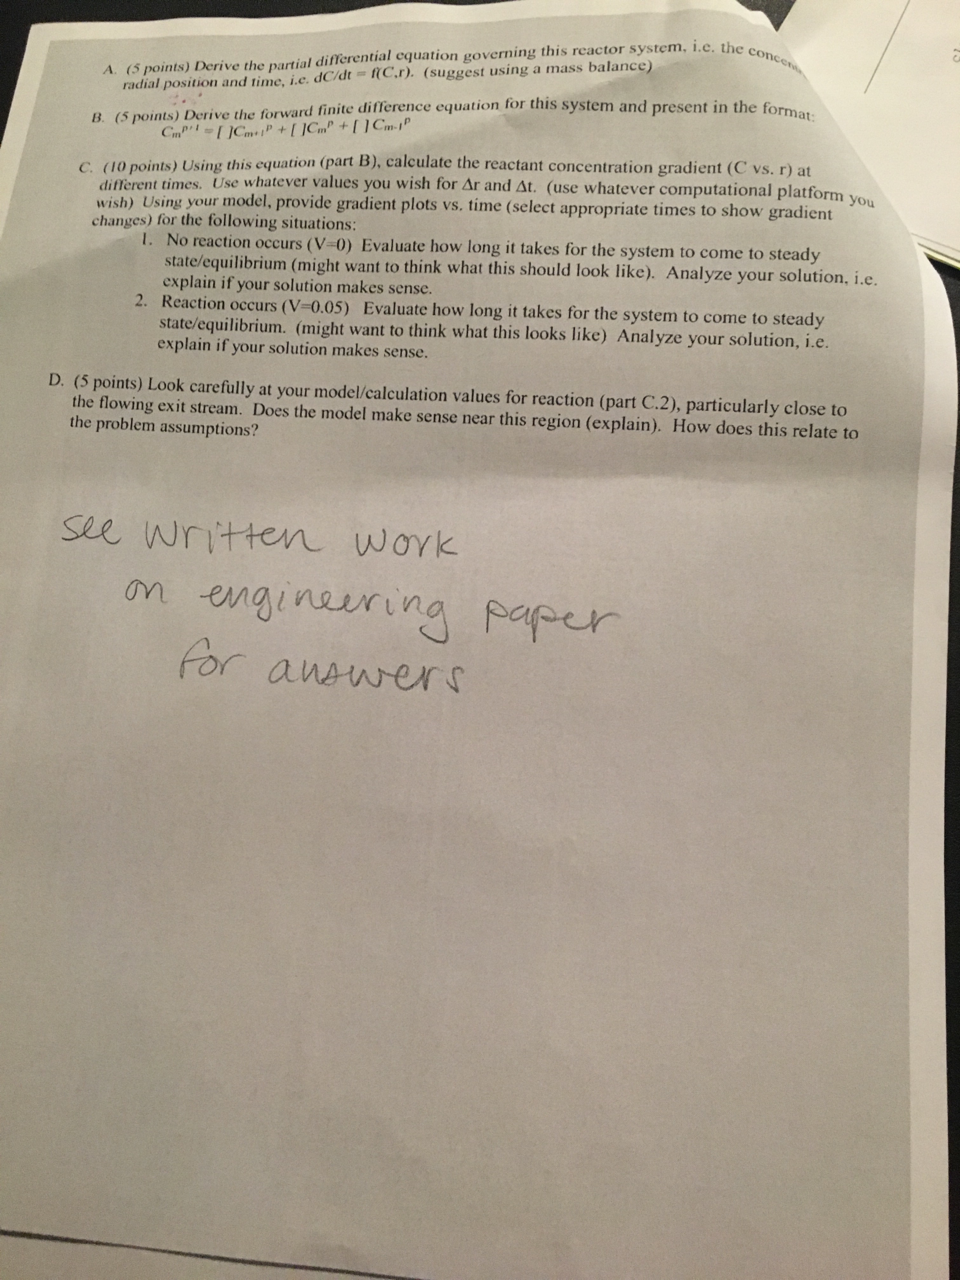 A. (5 points) Derive the partial differential equation governing this reactor system, i.e. the
radial position and time, i.e. dC/dt = f(C,r). (suggest using a mass balance)
B. (5 points) Derive the forward finite difference equation for this system and present in the format:
Cₘᵖ⁺¹ = [ ]Cₘ₊₁ᵖ + [ ]Cₘᵖ + [ ] Cₘ₋₁ᵖ
C. (10 points) Using this equation (part B), calculate the reactant concentration gradient (C vs. r) at
different times. Use whatever values you wish for Δr and Δt. (use whatever computational platform you
wish) Using your model, provide gradient plots vs. time (select appropriate times to show gradient
changes) for the following situations:
1. No reaction occurs (V=0) Evaluate how long it takes for the system to come to steady
state/equilibrium (might want to think what this should look like). Analyze your solution, i.e.
explain if your solution makes sense.
2. Reaction occurs (V=0.05) Evaluate how long it takes for the system to come to steady
state/equilibrium. (might want to think what this looks like) Analyze your solution, i.e.
explain if your solution makes sense.
D. (5 points) Look carefully at your model/calculation values for reaction (part C.2), particularly close to
the flowing exit stream. Does the model make sense near this region (explain). How does this relate to
the problem assumptions?
see written work
on engineering paper
for answers